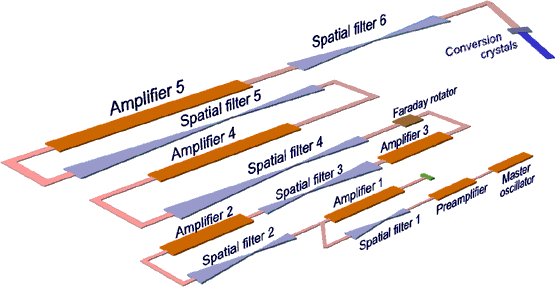 Spatial filter 6
Conversion
crystals
Amplifier 5
Spatial filter 5
Faraday rotator
Amplifier 4
Amplifier 3
Spatial filter 4
Spatial filter 3
Master
oscillator
Amplifier 1
Preamplifier
Amplifier 2
Spatial filter 1
Spatial filter 2